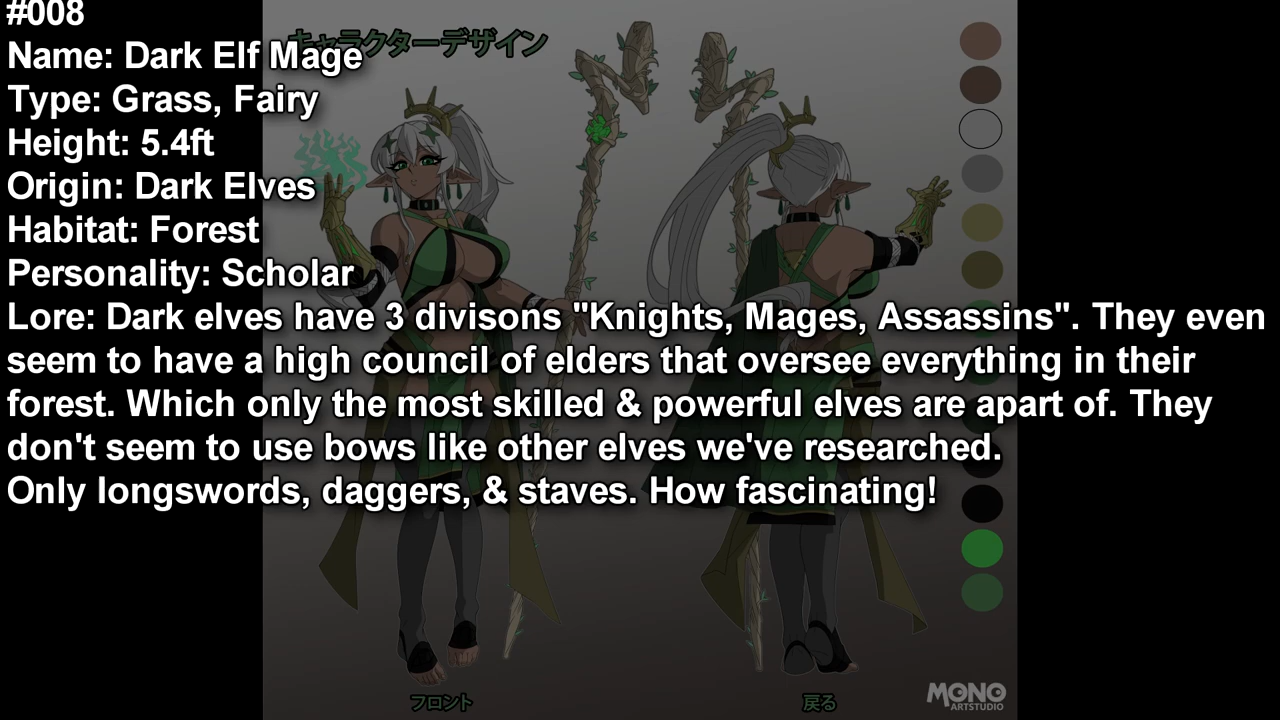 #008
キャラクターデザイン
Name: Dark Elf Mage
Type: Grass, Fairy
Height: 5.4ft
Origin: Dark Elves
Habitat: Forest
Personality: Scholar
Lore: Dark elves have 3 divisons "Knights, Mages, Assassins". They even
seem to have a high council of elders that oversee everything in their
forest. Which only the most skilled & powerful elves are apart of. They
don't seem to use bows like other elves we've researched.
Only longswords, daggers, & staves. How fascinating!
フロント
戻る
MONO
ARTSTUDIO